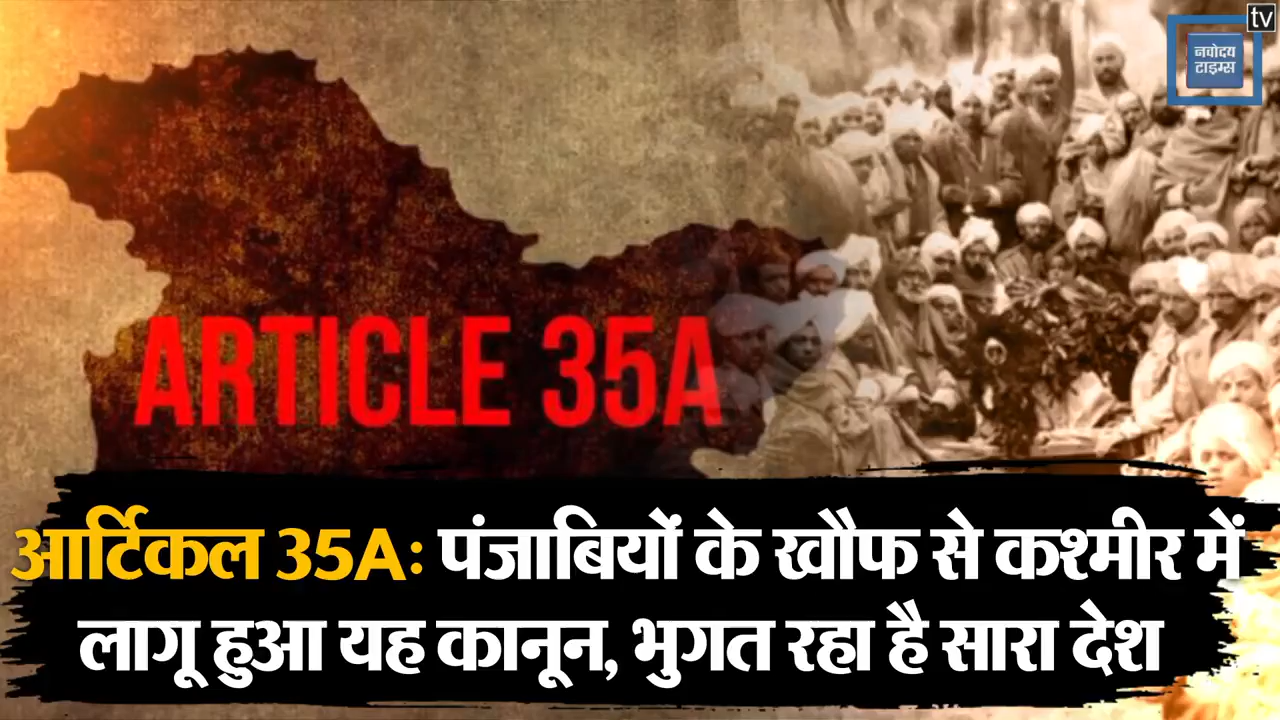 tv
नवोदय
टाइम्स
ARTICLE 35A
आर्टिकल 35A: पंजाबियों के खौफ से कश्मीर में
लागू हुआ यह कानून, भुगत रहा है सारा देश